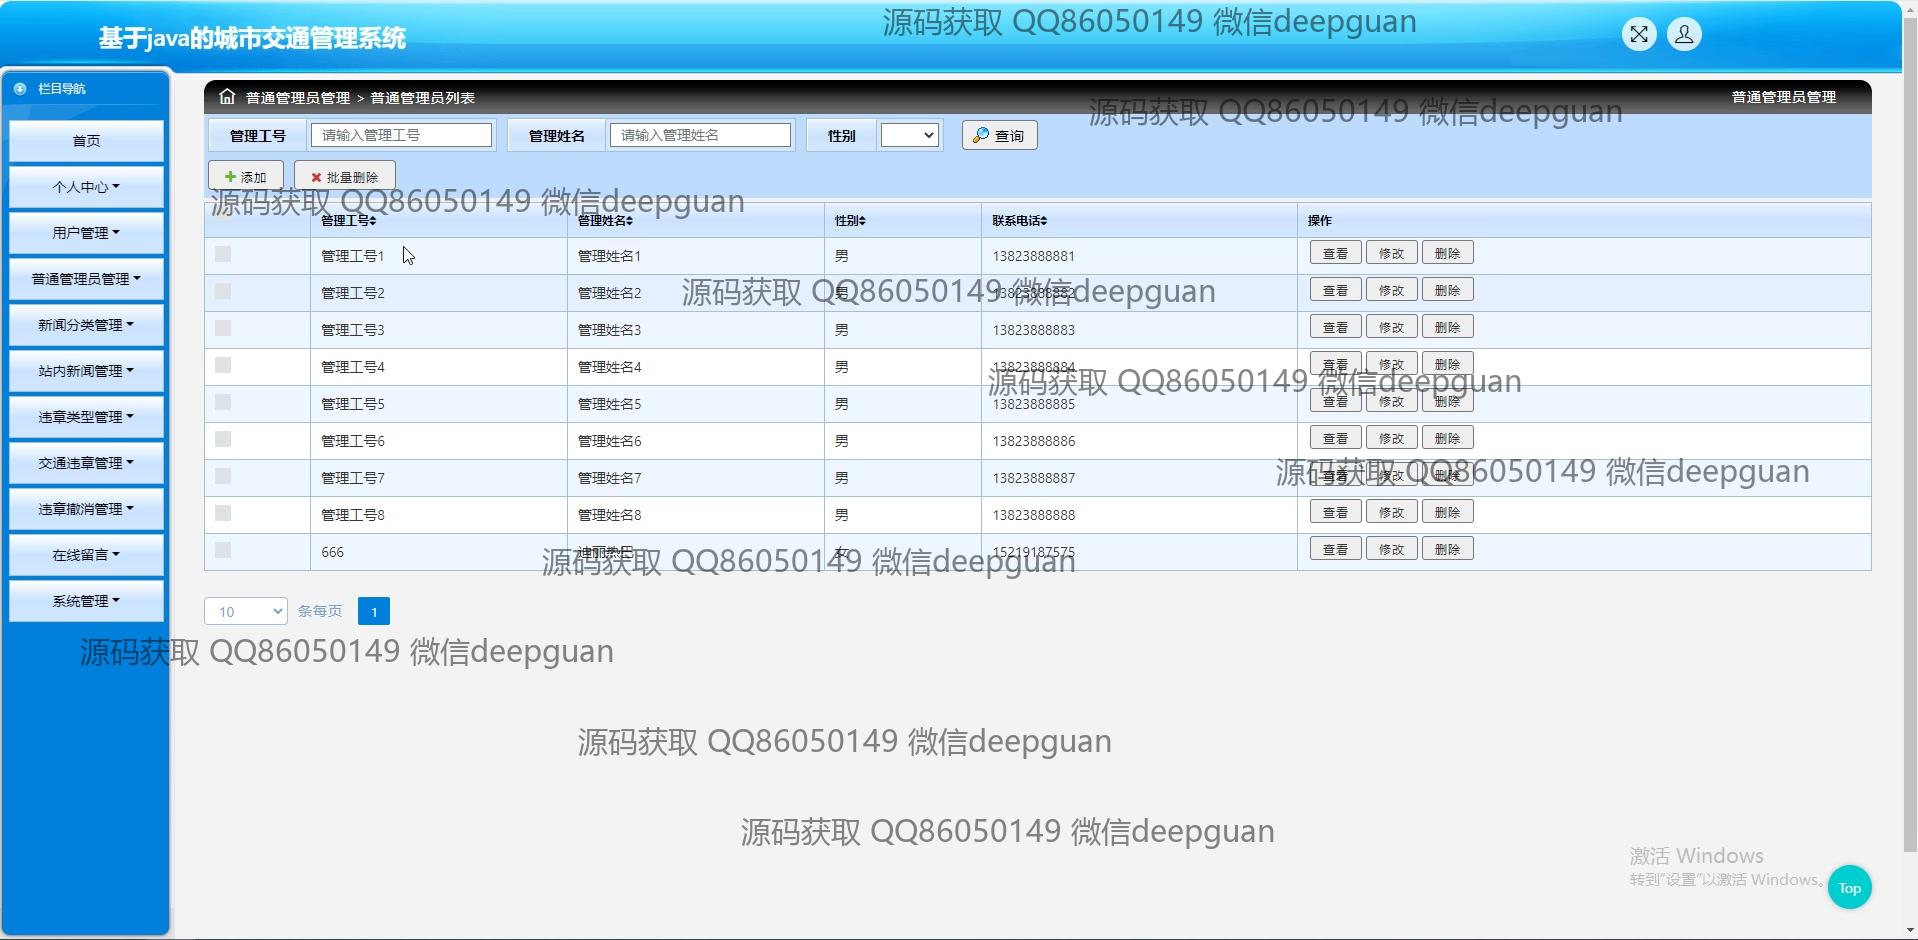 基于java的城市交通管理系统
源码获取 QQ86050149 微信deepguan
栏目导航
首页
个人中心
用户管理
普通管理员管理
新闻分类管理
站内新闻管理
违章类型管理
交通违章管理
违章撤消管理
在线留言
系统管理
普通管理员管理 > 普通管理员列表
普通管理员管理
源码获取 QQ86050149 微信deepguan
管理工号 请输入管理工号 管理姓名 请输入管理姓名 性别 查询
添加 批量删除
源码获取 QQ86050149 微信deepguan
管理工号 管理姓名 性别 联系电话 操作
管理工号1 管理姓名1 男 13823888881 查看 修改 删除
管理工号2 管理姓名2 男 13823888882 查看 修改 删除
源码获取 QQ86050149 微信deepguan
管理工号3 管理姓名3 男 13823888883 查看 修改 删除
管理工号4 管理姓名4 男 13823888884 查看 修改 删除
源码获取 QQ86050149 微信deepguan
管理工号5 管理姓名5 男 13823888885 查看 修改 删除
管理工号6 管理姓名6 男 13823888886 查看 修改 删除
管理工号7 管理姓名7 男 13823888887 查看 修改 删除
源码获取 QQ86050149 微信deepguan
管理工号8 管理姓名8 男 13823888888 查看 修改 删除
666 迪丽热巴 女 15219187575 查看 修改 删除
源码获取 QQ86050149 微信deepguan
10 条每页 1
源码获取 QQ86050149 微信deepguan
源码获取 QQ86050149 微信deepguan
源码获取 QQ86050149 微信deepguan
激活 Windows
转到"设置"以激活 Windows。
Top